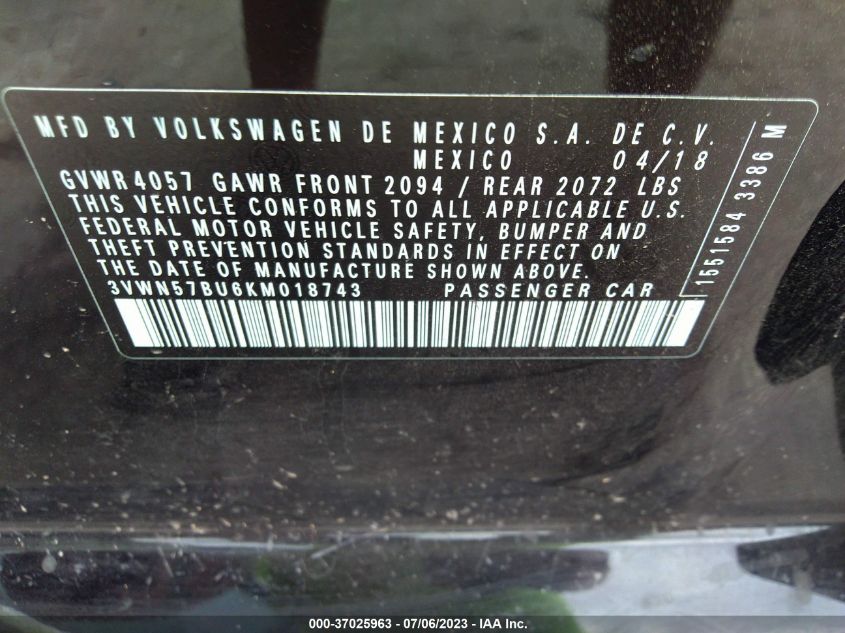 MFD BY VOLKSWAGEN DE MEXICO S.A. DE C.V.
MEXICO 04/18
GVWR 4057 GAWR FRONT 2094 / REAR 2072 LBS
THIS VEHICLE CONFORMS TO ALL APPLICABLE U.S.
FEDERAL MOTOR VEHICLE SAFETY, BUMPER AND
THEFT PREVENTION STANDARDS IN EFFECT ON
THE DATE OF MANUFACTURE SHOWN ABOVE.
3VWN57BU6KM018743 PASSENGER CAR
1551584 3386 M
000-37025963 - 07/06/2023 - IAA Inc.